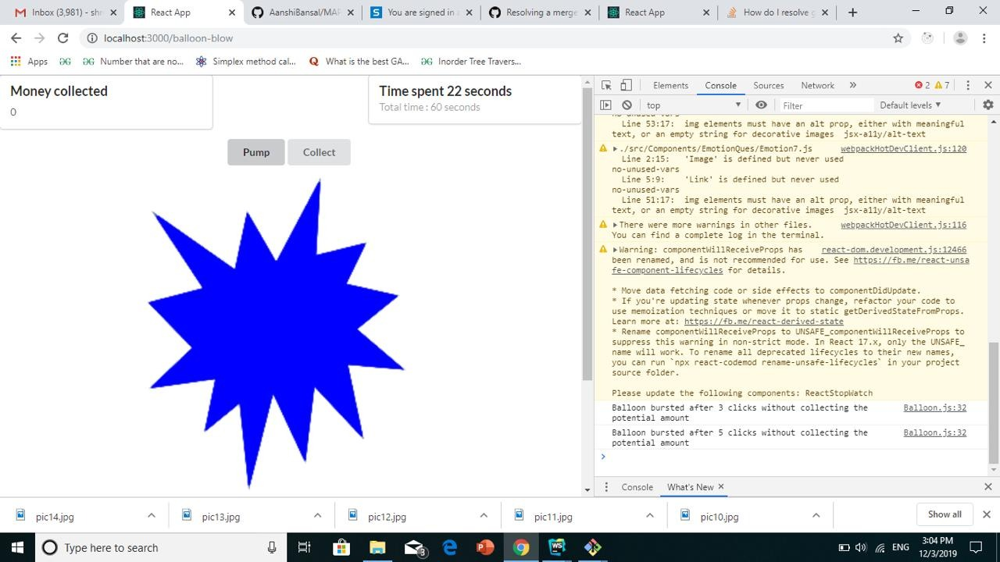 Inbox (3,981) - sh
React App
AanshiBansal/MAP
You are signed in a
Resolving a merge
React App
How do I resolve g
localhost:3000/balloon-blow
Apps
Number that are no...
Simplex method cal...
What is the best GA...
Inorder Tree Travers...
Money collected
0
Time spent 22 seconds
Total time : 60 seconds
Pump
Collect
Elements
Console
Sources
Network
2
7
top
Filter
Default levels
no-unused-vars
Line 53:17: img elements must have an alt prop, either with meaningful
text, or an empty string for decorative images jsx-a11y/alt-text
./src/Components/EmotionQues/Emotion7.js
webpackHotDevClient.js:120
Line 2:15: 'Image' is defined but never used
no-unused-vars
Line 5:9: 'Link' is defined but never used
no-unused-vars
Line 51:17: img elements must have an alt prop, either with meaningful
text, or an empty string for decorative images jsx-a11y/alt-text
There were more warnings in other files.
webpackHotDevClient.js:116
You can find a complete log in the terminal.
Warning: componentWillReceiveProps has
react-dom.development.js:12466
been renamed, and is not recommended for use. See https://fb.me/react-unsa
fe-component-lifecycles for details.
* Move data fetching code or side effects to componentDidUpdate.
* If you're updating state whenever props change, refactor your code to
use memoization techniques or move it to static getDerivedStateFromProps.
Learn more at: https://fb.me/react-derived-state
* Rename componentWillReceiveProps to UNSAFE_componentWillReceiveProps to
suppress this warning in non-strict mode. In React 17.x, only the UNSAFE_
name will work. To rename all deprecated lifecycles to their new names,
you can run `npx react-codemod rename-unsafe-lifecycles` in your project
source folder.
Please update the following components: ReactStopWatch
Balloon bursted after 3 clicks without collecting the
Balloon.js:32
potential amount
Balloon bursted after 5 clicks without collecting the
Balloon.js:32
potential amount
Console
What's New
pic14.jpg
pic13.jpg
pic12.jpg
pic11.jpg
pic10.jpg
Show all
Type here to search
3
ENG
3:04 PM
12/3/2019